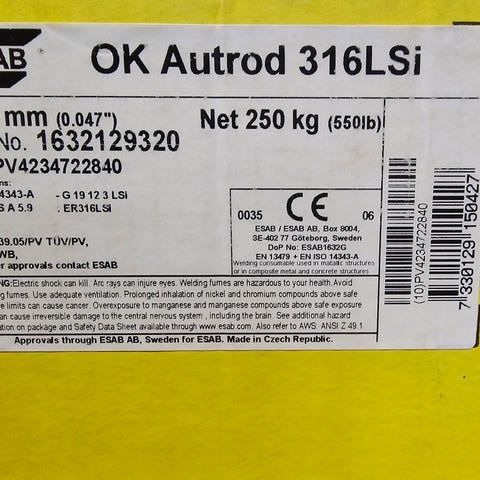 AB
OK Autrod 316LSi
mm (0.047") Net 250 kg (550lb)
No. 1632129320
PV4234722840
ns:
14343-A - G 19 12 3 LSi
S A 5.9 . ER316LSi
39.05/PV TÜV/PV,
WB,
er approvals contact ESAB
CE
0035 06
ESAB / ESAB AB, Box 8004,
3E-402 77 Göteborg, Sweden
DoP No: ESAB1632G
EN 13479 + EN ISO 14343-A
Welding consumable used in metallic structures
or in composite metal and concrete structures
(10)PV4234722840
7 330129 150427
NG:Electric shock can kill. Arc rays can injure eyes. Welding fumes are hazardous to your health.Avoid
g of fumes. Use adequate ventilation. Prolonged inhalation of nickel and chromium compounds above safe
e limits can cause cancer. Overexposure to manganese and manganese compounds above safe
an cause irreversible damage to the central nervous system , including the brain. See additional hazard
tion on package and Safety Data Sheet available through www.esab.com. Also refer to AWS: ANSI Z 49.1
Approvals through ESAB AB, Sweden for ESAB. Made in Czech Republic.